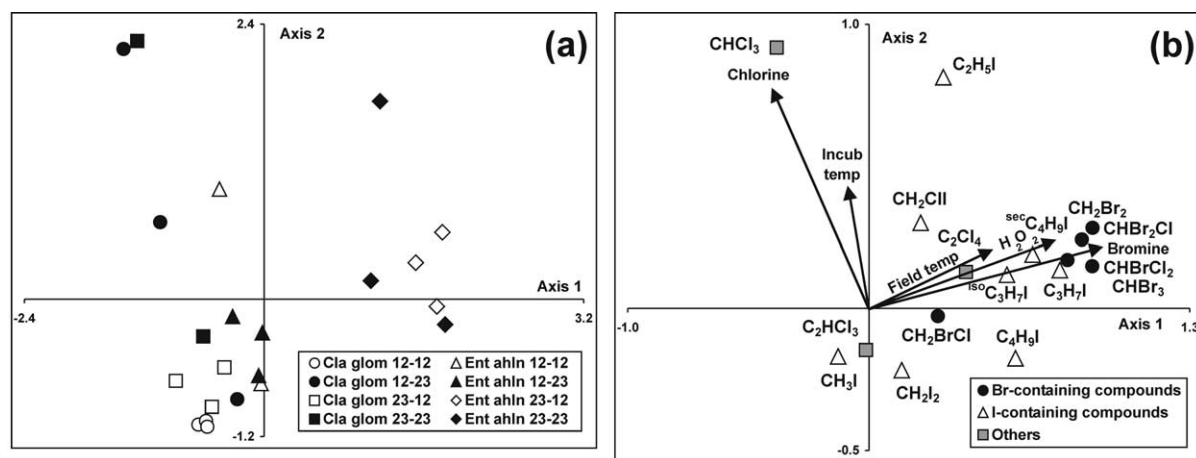 2.4
Axis 2
(a)
Axis 1
-2.4
3.2
Cla glom 12-12
Ent ahln 12-12
Cla glom 12-23
Ent ahln 12-23
Cla glom 23-12
Ent ahln 23-12
Cla glom 23-23
Ent ahln 23-23
-1.2
1.0
Axis 2
(b)
CHCl3
C2H5I
Chlorine
Incub
temp
CH2ClI
secC4H9I
CH2Br2
CHBr2Cl
C2Cl4
H2O2
Bromine
Field temp
CHBrCl2
isoC3H7I
C3H7I
CHBr3
C2HCl3
Axis 1
-1.0
1.3
CH2BrCl
C4H9I
CH3I
CH2I2
Br-containing compounds
I-containing compounds
Others
-0.5